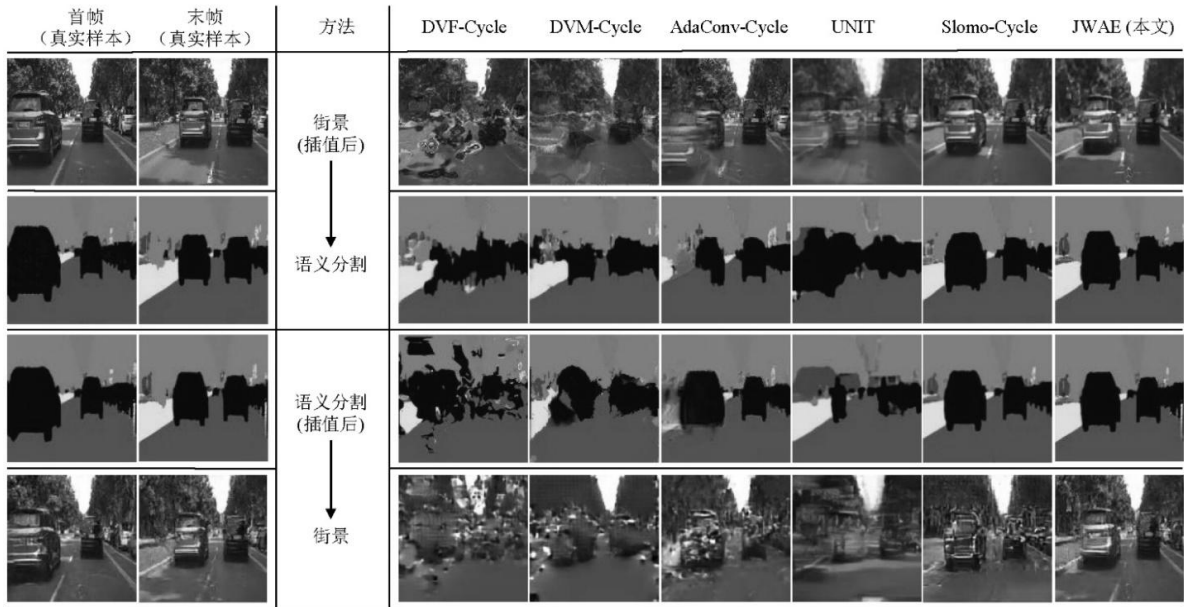 首帧
(真实样本)
末帧
(真实样本)
方法
DVF-Cycle
DVM-Cycle
AdaConv-Cycle
UNIT
Slomo-Cycle
JWAE (本文)
街景
(插值后)
语义分割
语义分割
(插值后)
街景